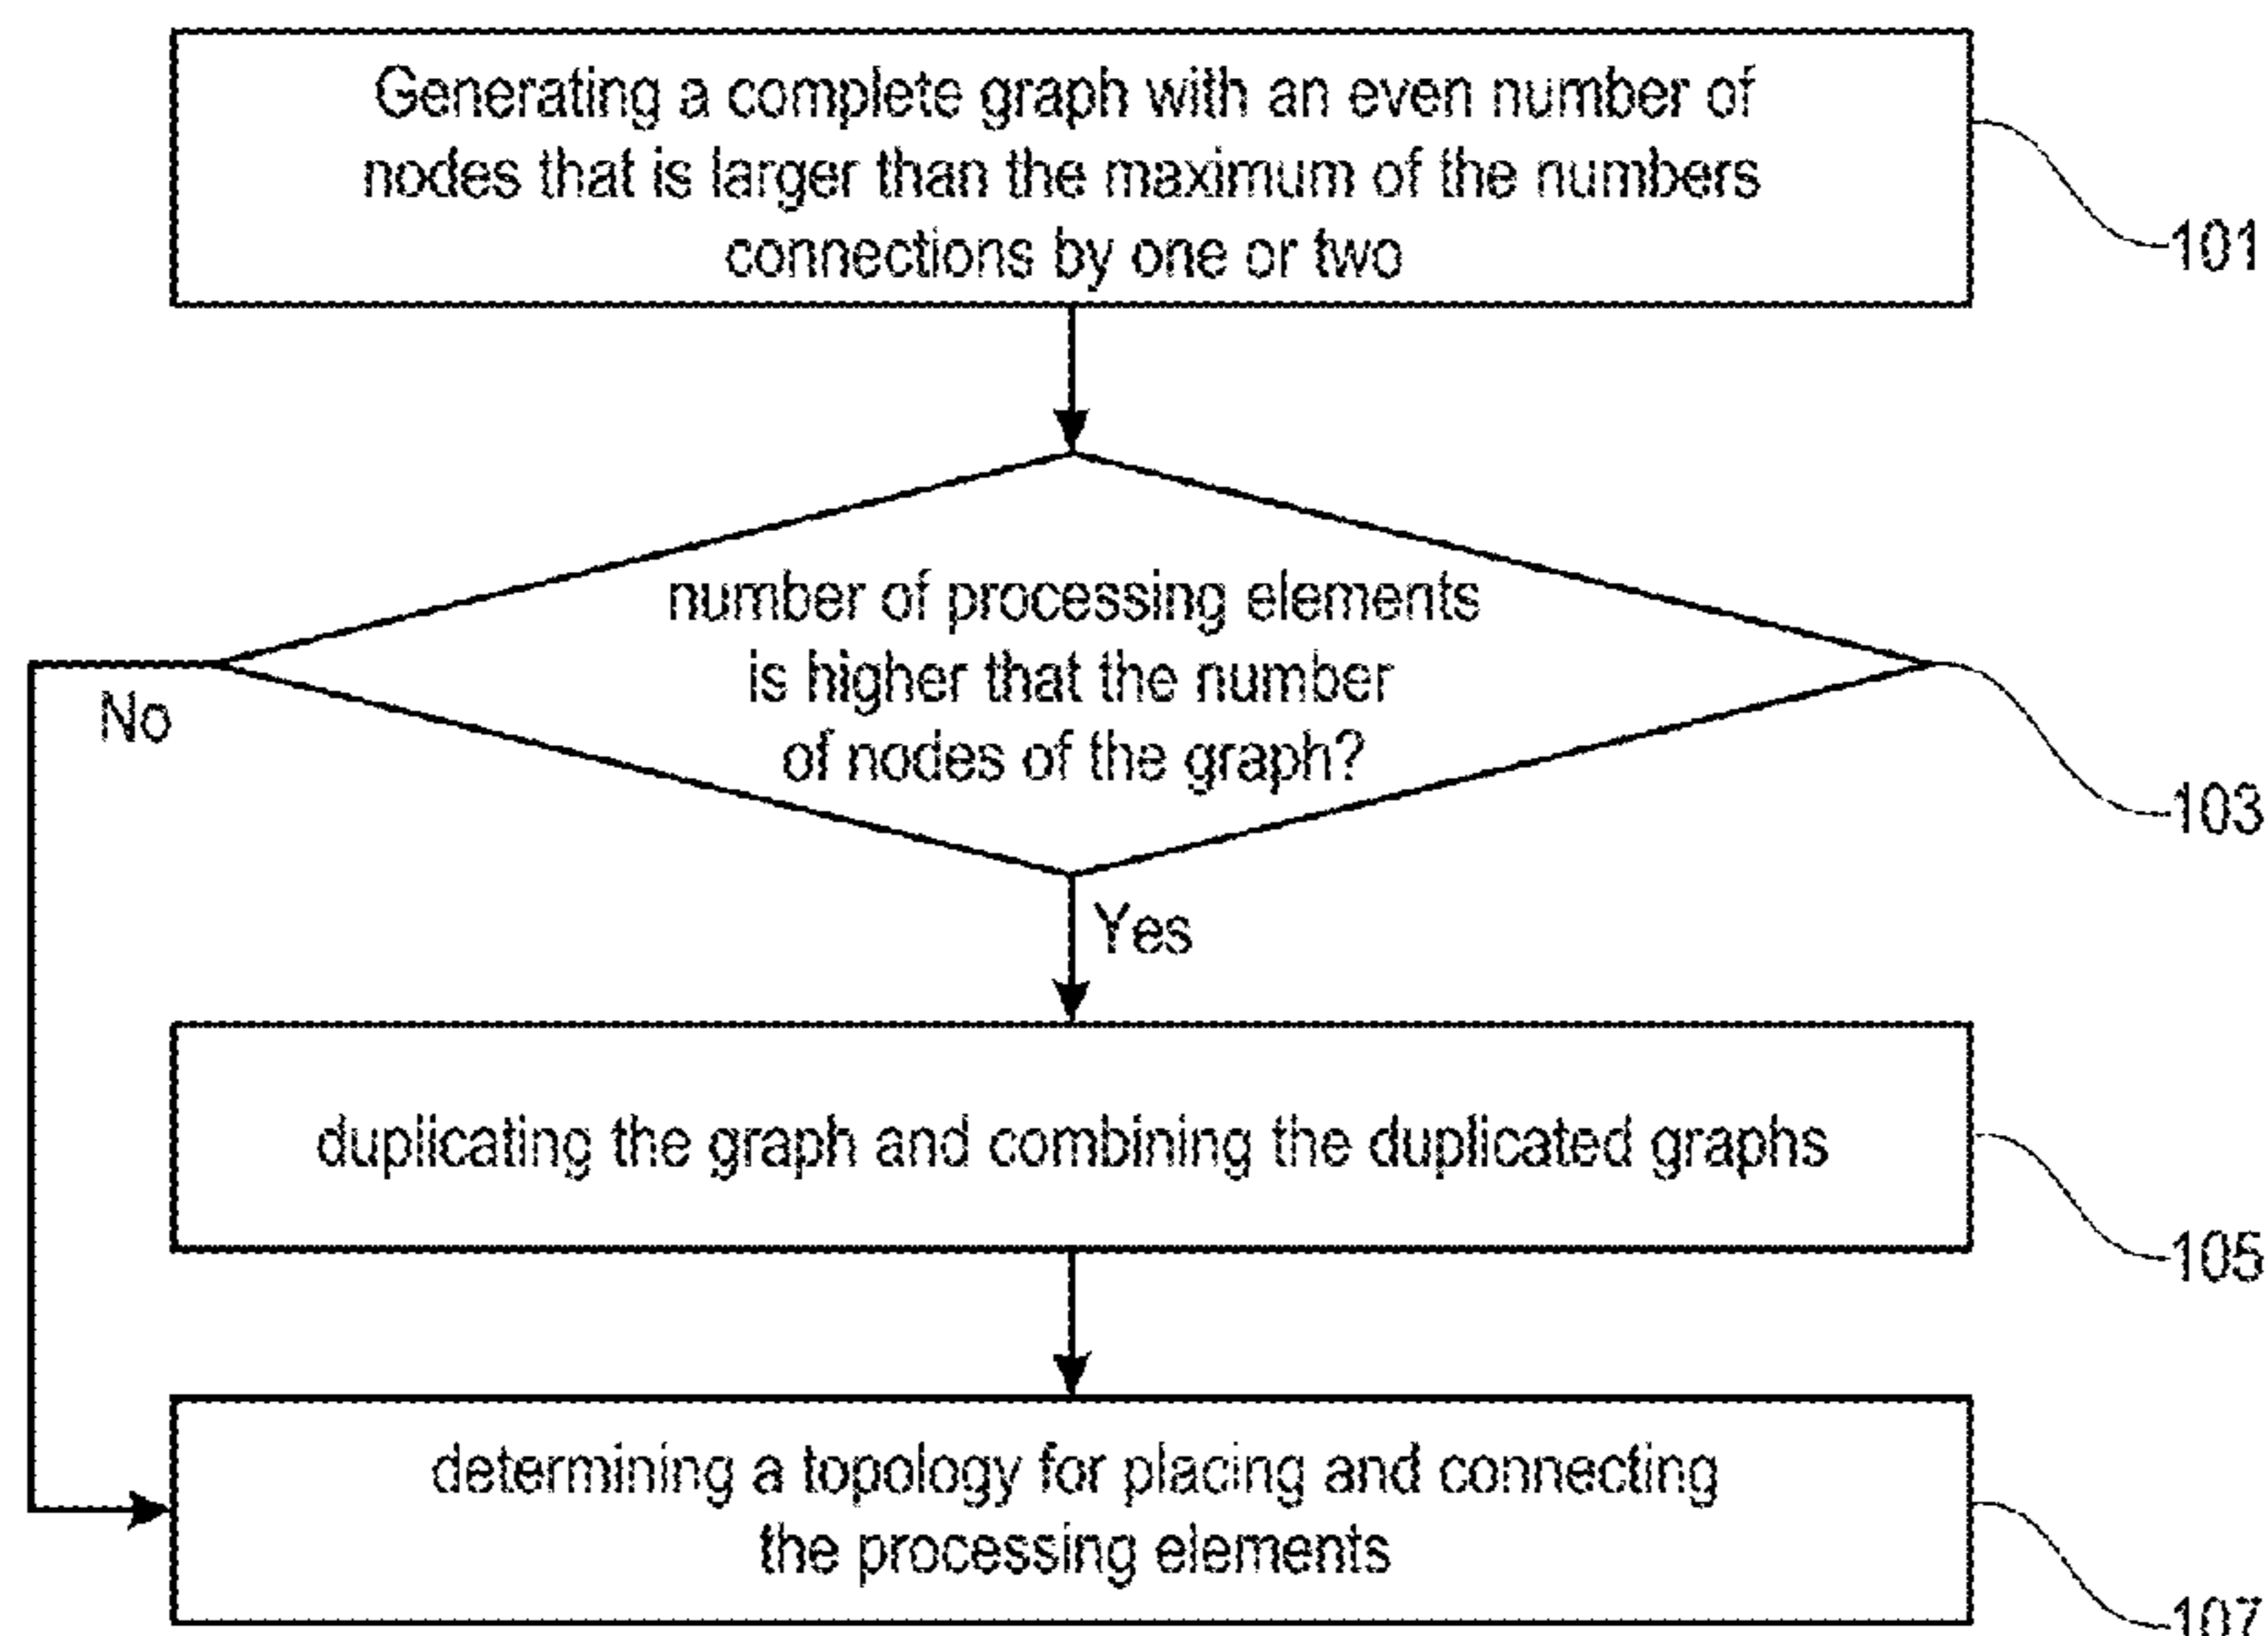 Generating a complete graph with an even number of
nodes that is larger than the maximum of the numbers
connections by one or two
101
number of processing elements
is higher that the number
of nodes of the graph?
No
103
Yes
duplicating the graph and combining the duplicated graphs
105
determining a topology for placing and connecting
the processing elements
107